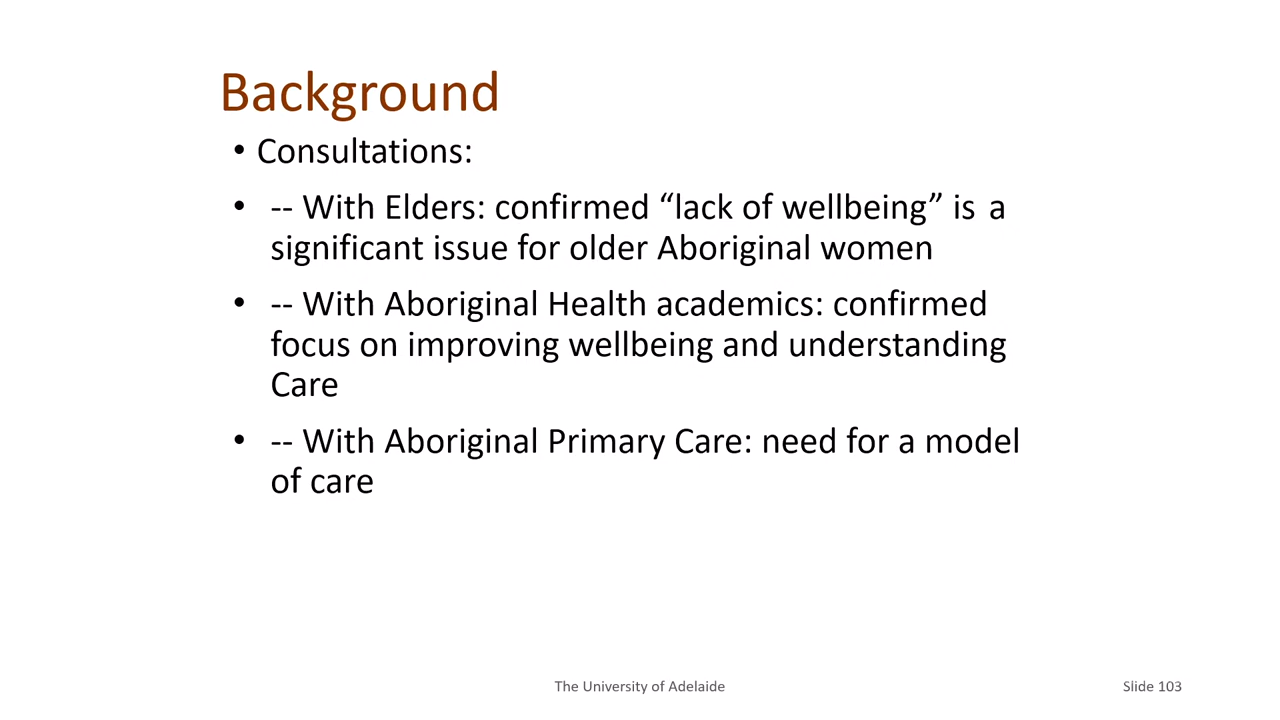 Background
• Consultations:
• -- With Elders: confirmed “lack of wellbeing” is a
significant issue for older Aboriginal women
• -- With Aboriginal Health academics: confirmed
focus on improving wellbeing and understanding
Care
• -- With Aboriginal Primary Care: need for a model
of care
The University of Adelaide
Slide 103